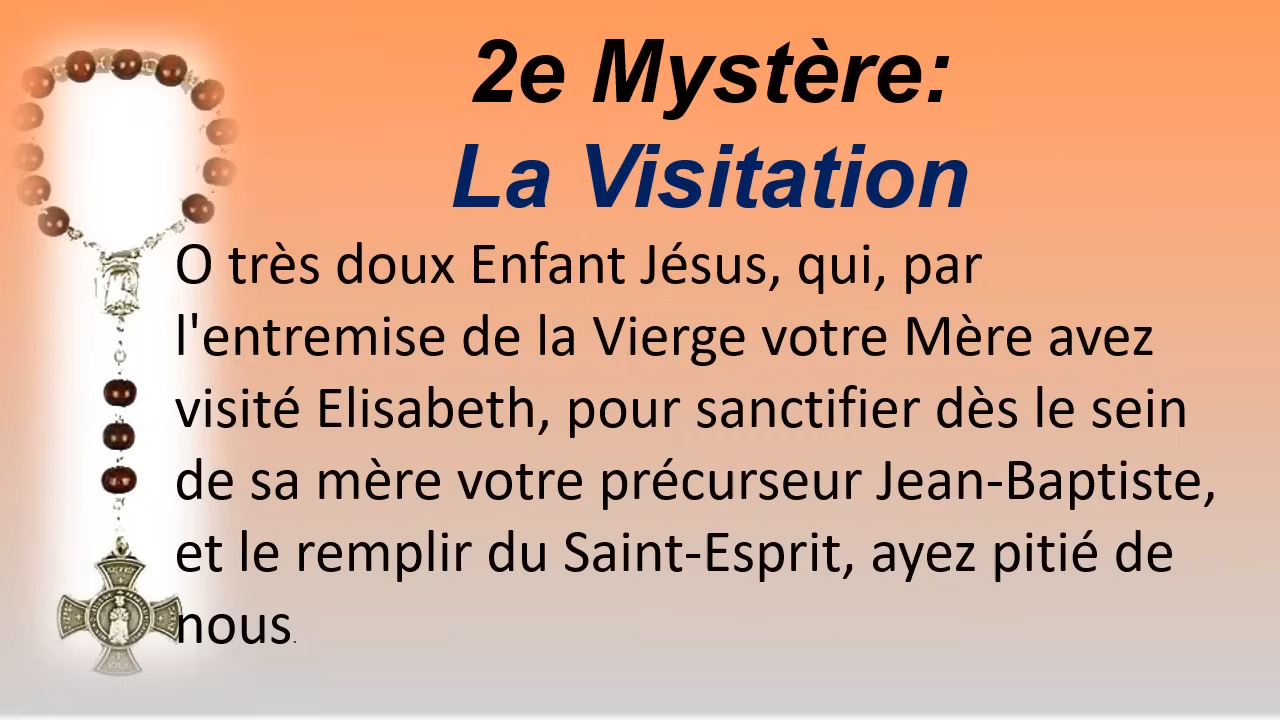 2e Mystère:
La Visitation
O très doux Enfant Jésus, qui, par
l'entremise de la Vierge votre Mère avez
visité Elisabeth, pour sanctifier dès le sein
de sa mère votre précurseur Jean-Baptiste,
et le remplir du Saint-Esprit, ayez pitié de
nous.